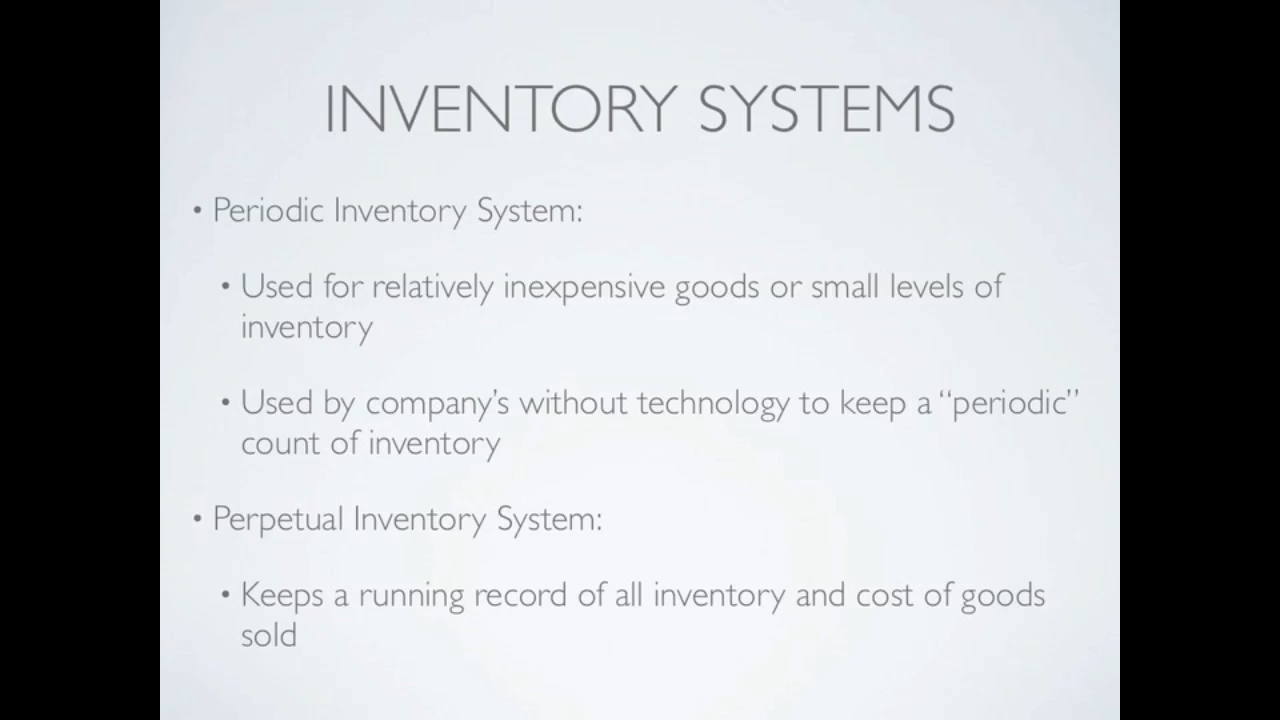 INVENTORY SYSTEMS
• Periodic Inventory System:
• Used for relatively inexpensive goods or small levels of
inventory
• Used by company’s without technology to keep a “periodic”
count of inventory
• Perpetual Inventory System:
• Keeps a running record of all inventory and cost of goods
sold